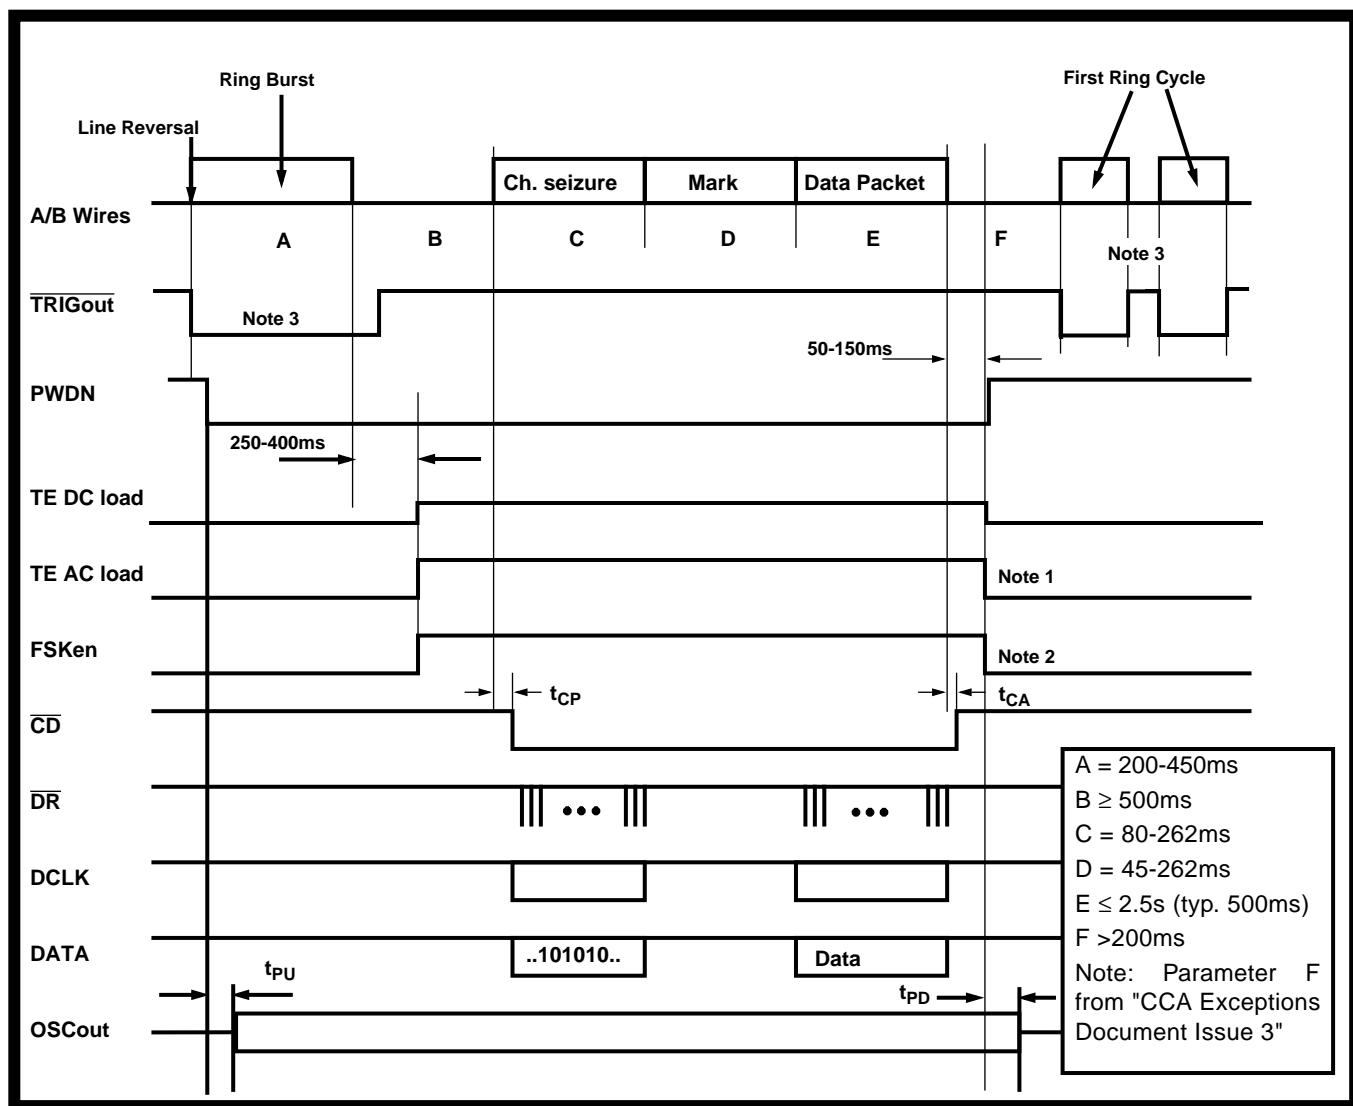 Ring Burst
First Ring Cycle
Line Reversal
Ch. seizure Mark Data Packet
A/B Wires
A B C D E F
Note 3
TRIGout
Note 3
50-150ms
PWDN
250-400ms
TE DC load
TE AC load
Note 1
FSKen
Note 2
tCP
tCA
CD
A = 200-450ms
B ≥ 500ms
C = 80-262ms
D = 45-262ms
E ≤ 2.5s (typ. 500ms)
F >200ms
Note: Parameter F
from "CCA Exceptions
Document Issue 3"
DR
DCLK
DATA
..101010..
Data
tPU
tPD
OSCout